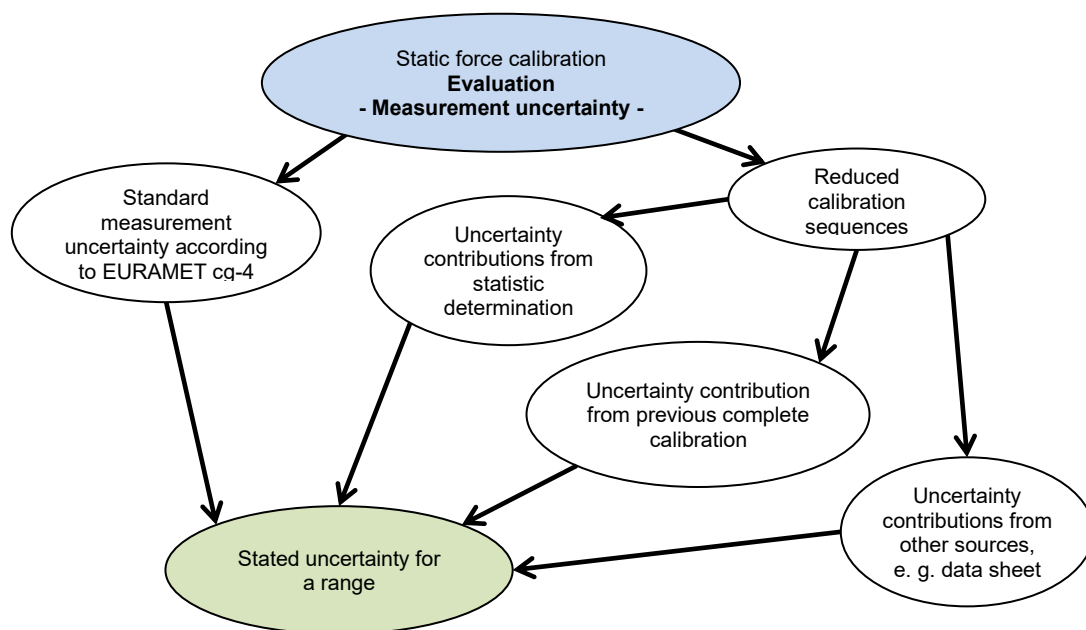 Static force calibration
Evaluation
- Measurement uncertainty -
Standard
measurement
uncertainty according
to EURAMET cg-4
Reduced
calibration
sequences
Uncertainty
contributions from
statistic
determination
Uncertainty contribution
from previous complete
calibration
Uncertainty
contributions from
other sources,
e. g. data sheet
Stated uncertainty for
a range